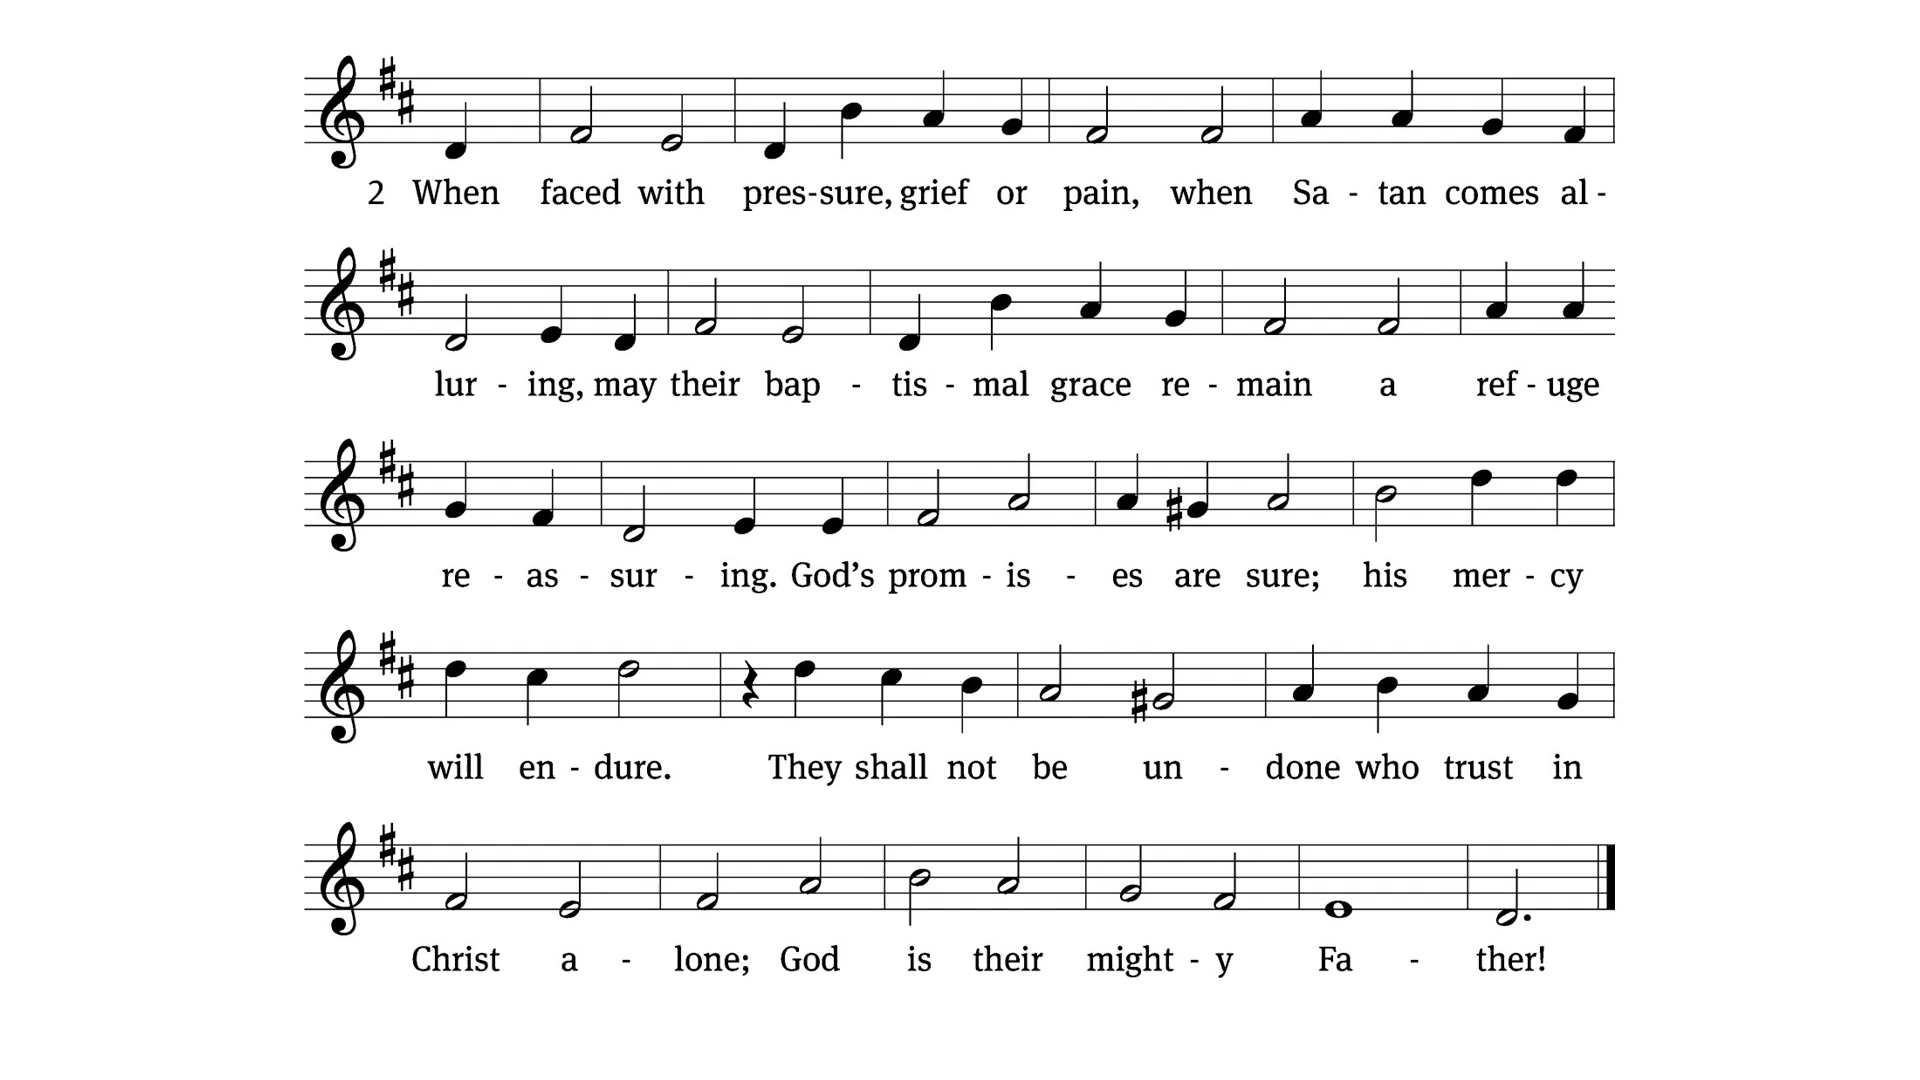 2 When faced with pres-sure, grief or pain, when Sa - tan comes al -
lur - ing, may their bap - tis - mal grace re - main a ref - uge
re - as - sur - ing. God’s prom - is - es are sure; his mer - cy
will en - dure. They shall not be un - done who trust in
Christ a - lone; God is their might - y Fa - ther!